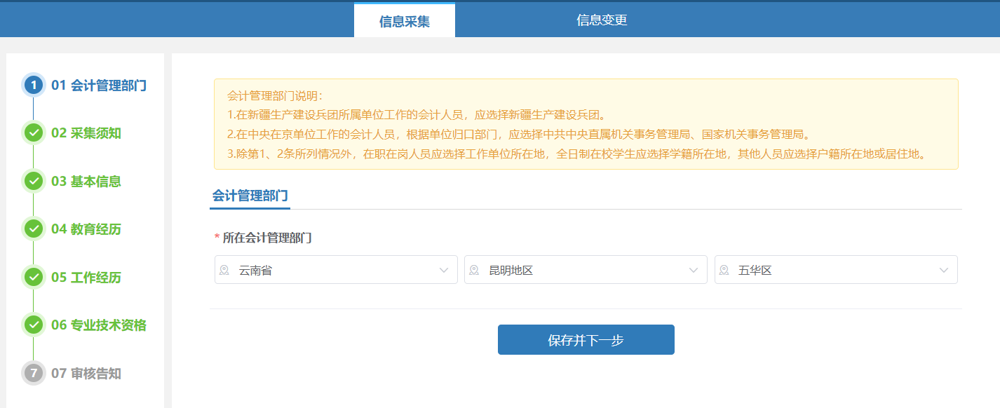 信息采集
信息变更
1 01 会计管理部门
02 采集须知
03 基本信息
04 教育经历
05 工作经历
06 专业技术资格
7 07 审核告知
会计管理部门说明：
1.在新疆生产建设兵团所属单位工作的会计人员，应选择新疆生产建设兵团。
2.在中央在京单位工作的会计人员，根据单位归口部门，应选择中共中央直属机关事务管理局、国家机关事务管理局。
3.除第1、2条所列情况外，在职在岗人员应选择工作单位所在地，全日制在校学生应选择学籍所在地，其他人员应选择户籍所在地或居住地。
会计管理部门
* 所在会计管理部门
云南省
昆明地区
五华区
保存并下一步